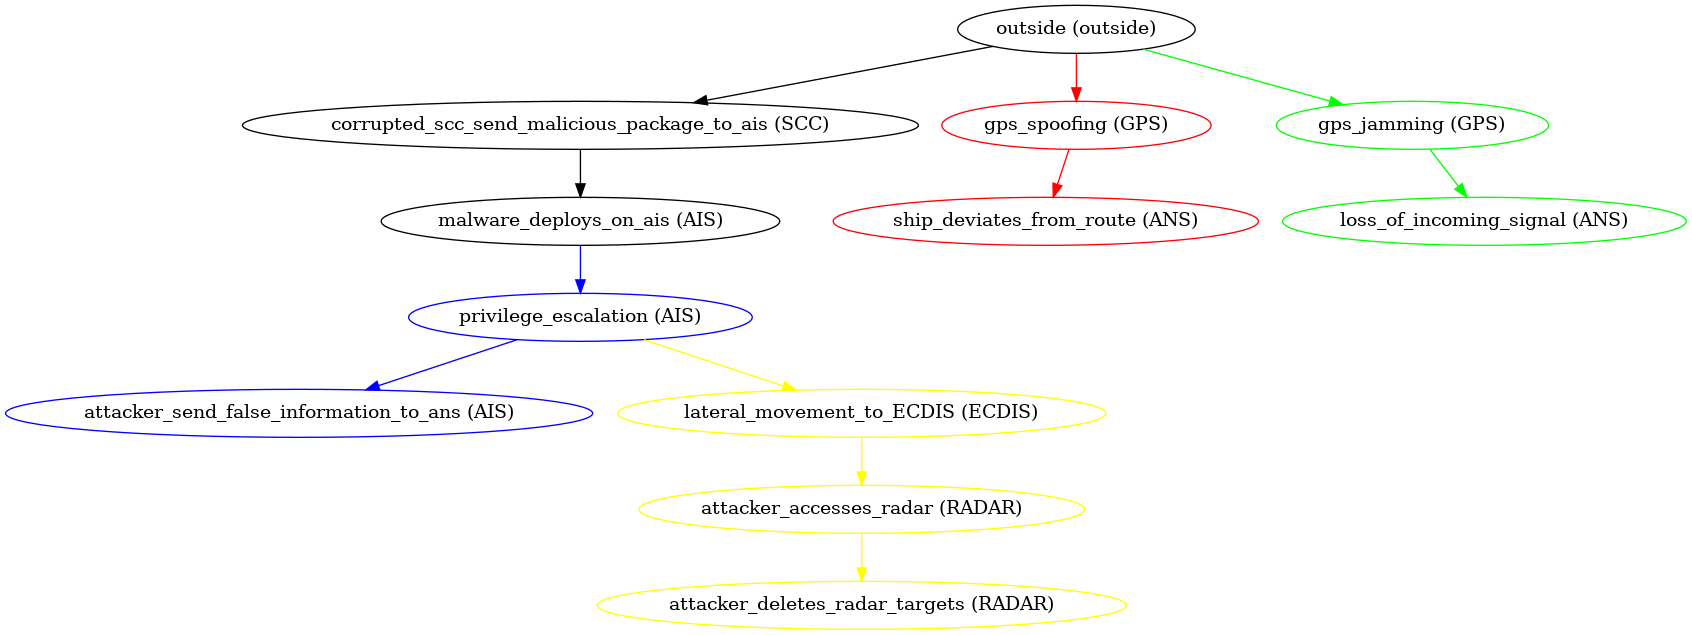 outside (outside)
corrupted_scc_send_malicious_package_to_ais (SCC)
gps_spoofing (GPS)
gps_jamming (GPS)
malware_deploys_on_ais (AIS)
ship_deviates_from_route (ANS)
loss_of_incoming_signal (ANS)
privilege_escalation (AIS)
attacker_send_false_information_to_ans (AIS)
lateral_movement_to_ECDIS (ECDIS)
attacker_accesses_radar (RADAR)
attacker_deletes_radar_targets (RADAR)